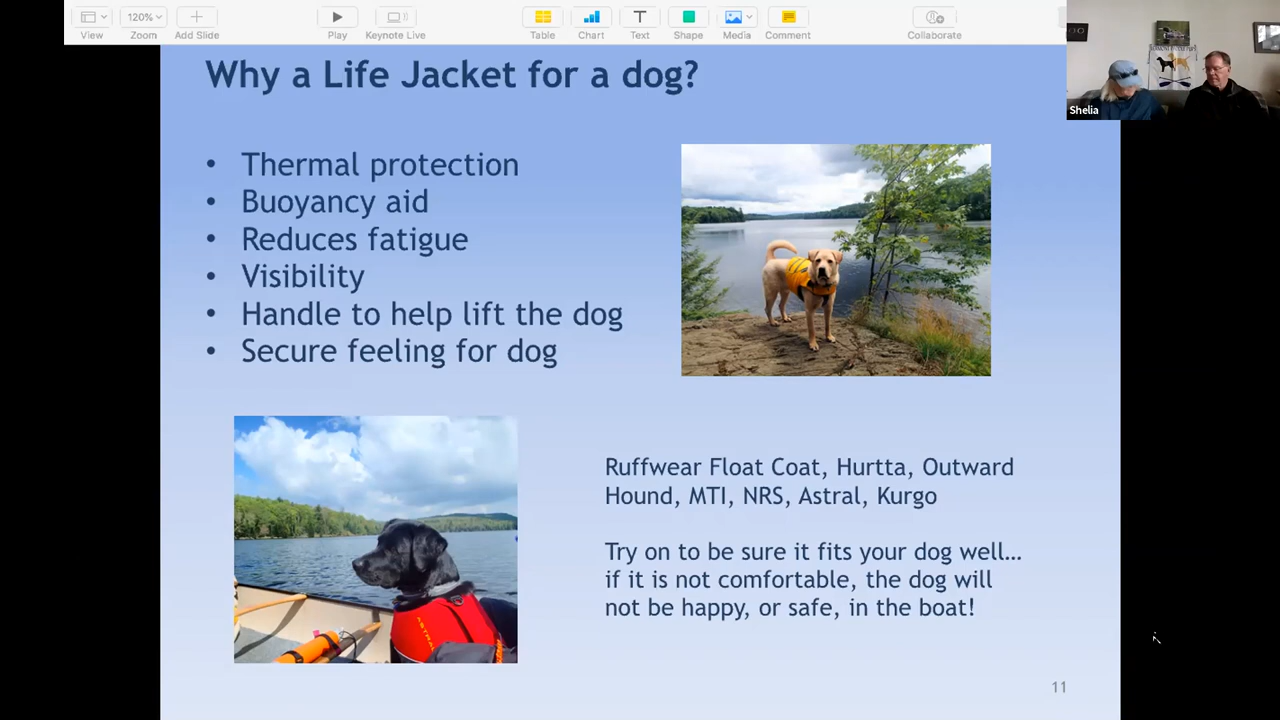 View
120%
Zoom
Add Slide
Play
Keynote Live
Table
Chart
Text
Shape
Media
Comment
Collaborate
Shelia
Why a Life Jacket for a dog?
• Thermal protection
• Buoyancy aid
• Reduces fatigue
• Visibility
• Handle to help lift the dog
• Secure feeling for dog
ASTRAL
Ruffwear Float Coat, Hurtta, Outward
Hound, MTI, NRS, Astral, Kurgo
Try on to be sure it fits your dog well…
if it is not comfortable, the dog will
not be happy, or safe, in the boat!
11